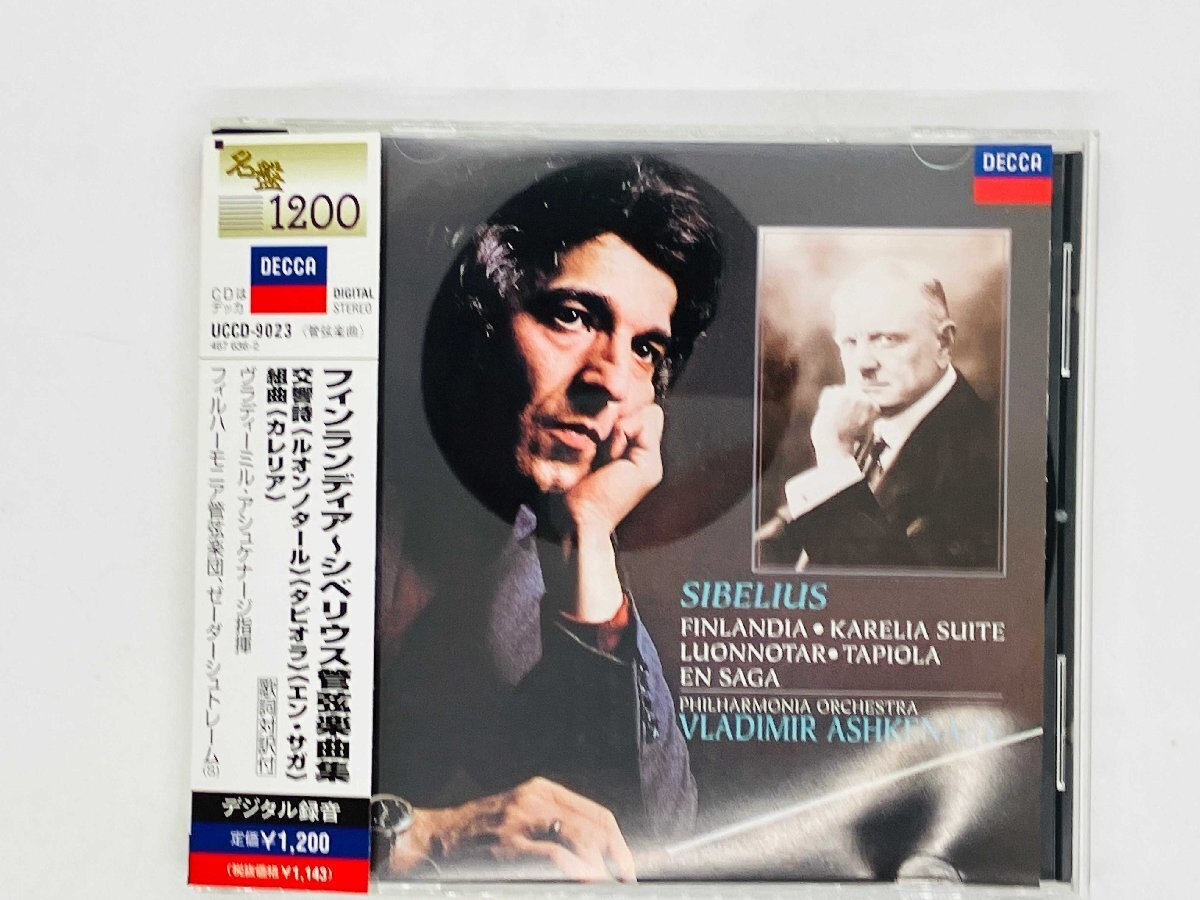 名盤
1200
DECCA
CDは
デッカ
DIGITAL
STEREO
UCCD-9023 〈管弦楽曲〉
467 636-2
フィンランディア〜シベリウス管弦楽曲集
交響詩〈ルオンノタール〉〈タピオラ〉〈エン・サガ〉
組曲〈カレリア〉
ヴラディーミル・アシュケナージ指揮
フィルハーモニア管弦楽団、ゼーダーシュトレーム(S)
歌詞対訳付
デジタル録音
定価¥1,200
(税抜価格¥1,143)
DECCA
SIBELIUS
FINLANDIA • KARELIA SUITE
LUONNOTAR • TAPIOLA
EN SAGA
PHILHARMONIA ORCHESTRA
VLADIMIR ASHKENAZY